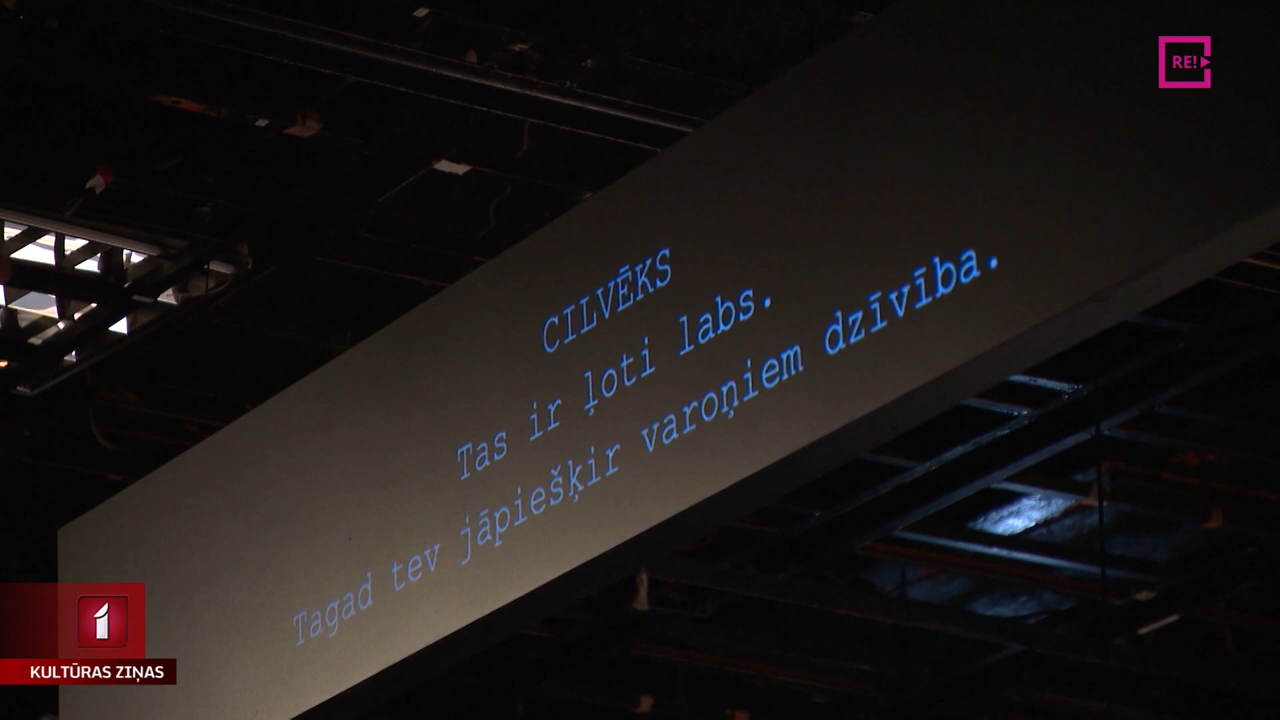 RE!
CILVĒKS
Tas ir ļoti labs.
Tagad tev jāpiešķir varoņiem dzīvība.
1
KULTŪRAS ZIŅAS